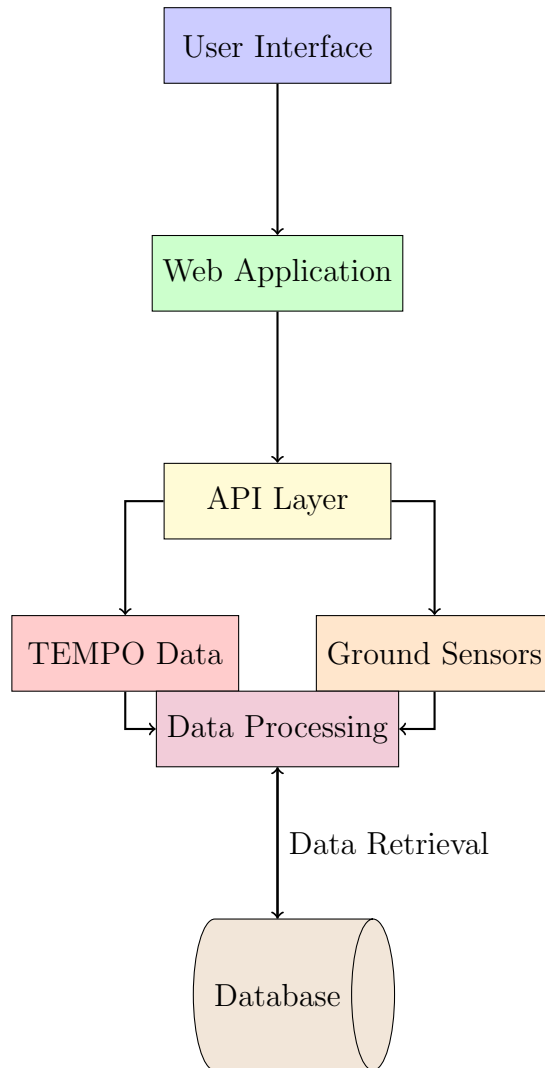 User Interface
Web Application
API Layer
TEMPO Data
Ground Sensors
Data Processing
Data Retrieval
Database